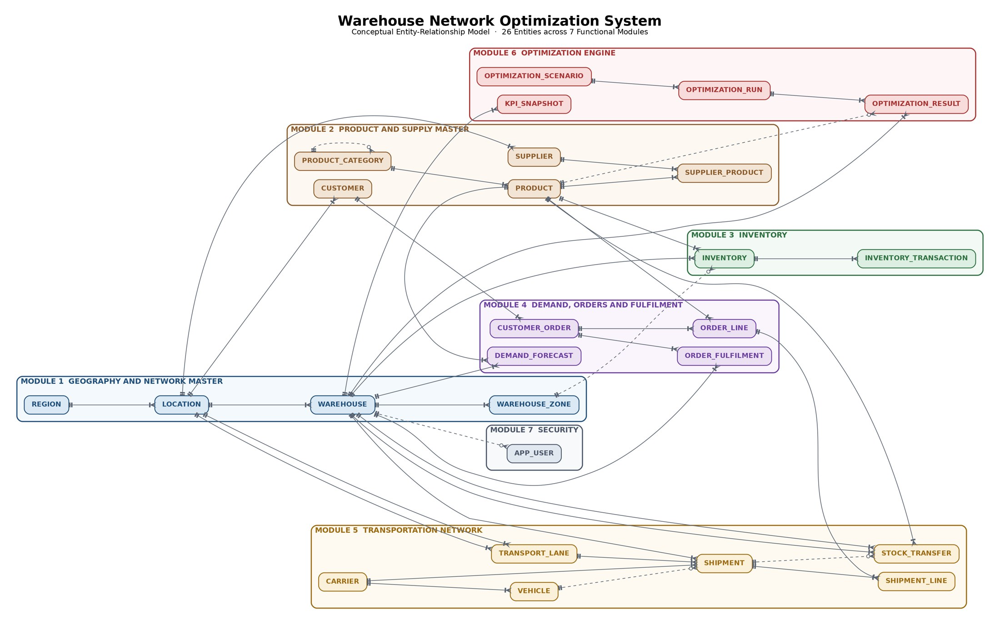 Warehouse Network Optimization System
Conceptual Entity-Relationship Model · 26 Entities across 7 Functional Modules
MODULE 6 OPTIMIZATION ENGINE
OPTIMIZATION_SCENARIO
OPTIMIZATION_RUN
KPI_SNAPSHOT
OPTIMIZATION_RESULT
MODULE 2 PRODUCT AND SUPPLY MASTER
PRODUCT_CATEGORY
SUPPLIER
SUPPLIER_PRODUCT
CUSTOMER
PRODUCT
MODULE 3 INVENTORY
INVENTORY
INVENTORY_TRANSACTION
MODULE 4 DEMAND, ORDERS AND FULFILMENT
CUSTOMER_ORDER
ORDER_LINE
DEMAND_FORECAST
ORDER_FULFILMENT
MODULE 1 GEOGRAPHY AND NETWORK MASTER
REGION
LOCATION
WAREHOUSE
WAREHOUSE_ZONE
MODULE 7 SECURITY
APP_USER
MODULE 5 TRANSPORTATION NETWORK
TRANSPORT_LANE
SHIPMENT
STOCK_TRANSFER
CARRIER
VEHICLE
SHIPMENT_LINE